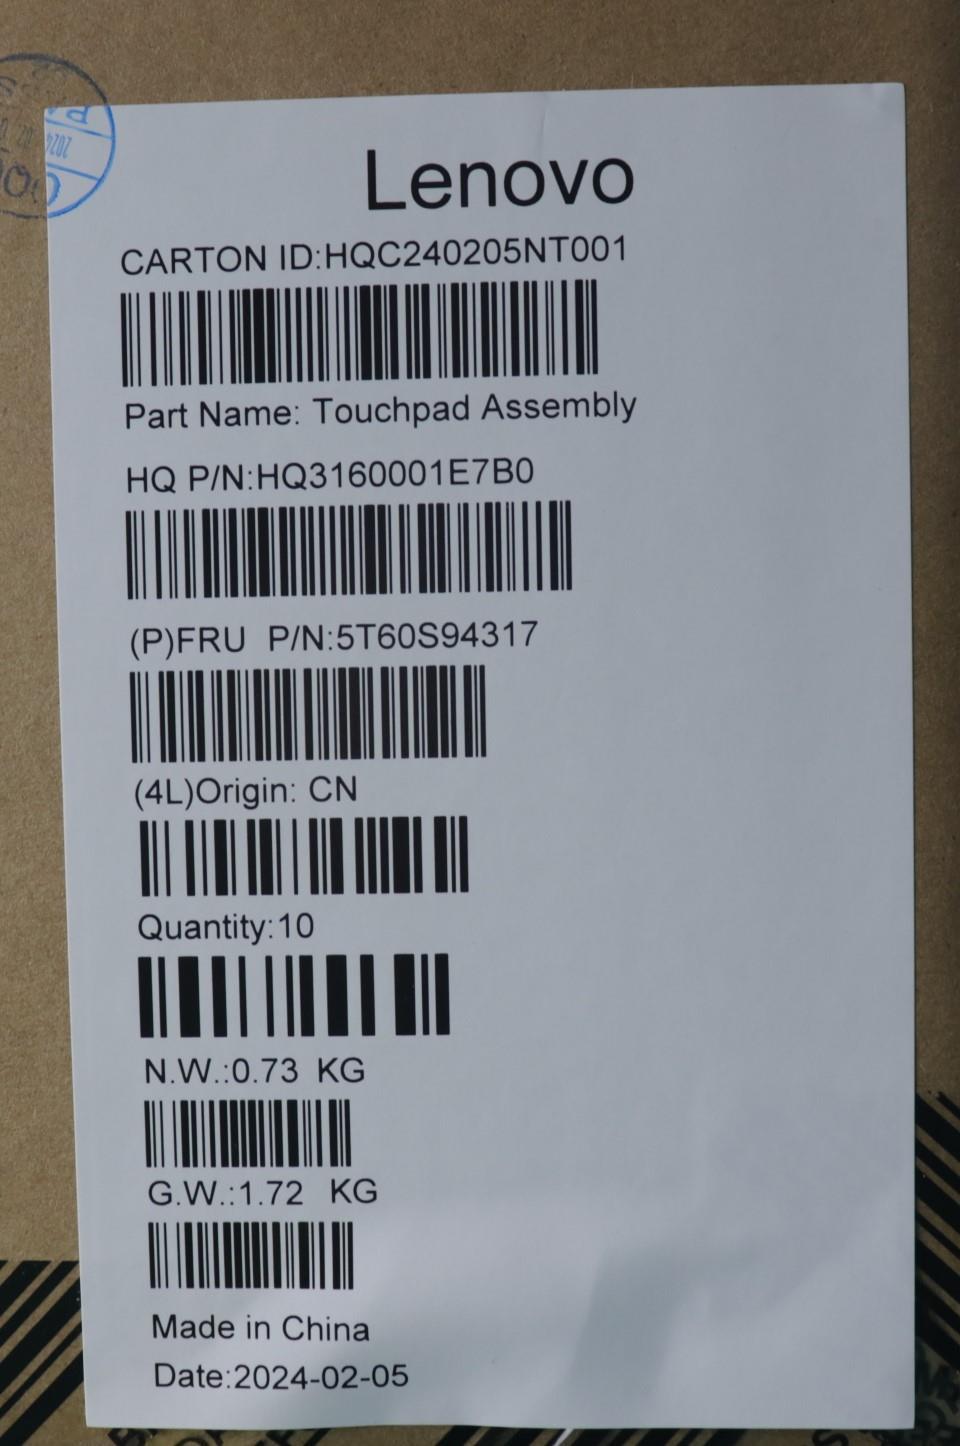 Lenovo
CARTON ID:HQC240205NT001
Part Name: Touchpad Assembly
HQ P/N:HQ3160001E7B0
(P)FRU P/N:5T60S94317
(4L)Origin: CN
Quantity:10
N.W.:0.73 KG
G.W.:1.72 KG
Made in China
Date:2024-02-05